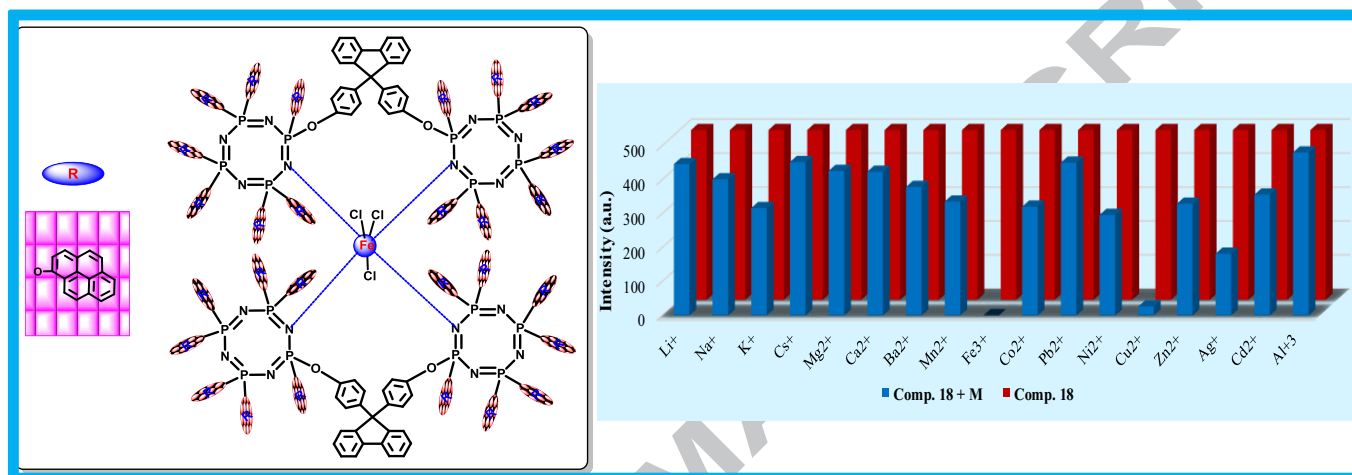 R
O
P N N P
N P O O P N
P N N P
N P P N
Cl Cl
Fe
Cl
N P P N
P N N P
N P O O P N
P N N P
Intensity (a.u.)
500
400
300
200
100
0
Li+ Na+ K+ Cs+ Mg2+ Ca2+ Ba2+ Mn2+ Fe3+ Co2+ Pb2+ Ni2+ Cu2+ Zn2+ Ag+ Cd2+ Al+3
Comp. 18 + M Comp. 18